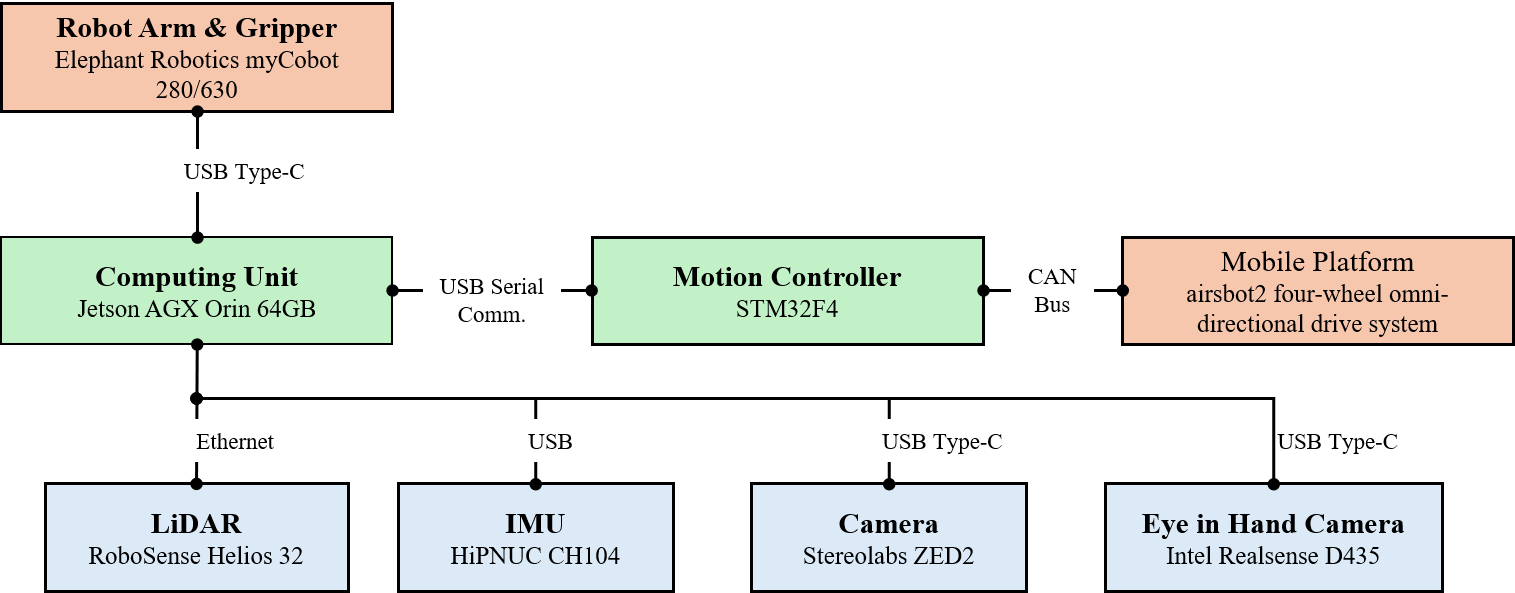 Robot Arm & Gripper
Elephant Robotics myCobot
280/630
USB Type-C
Computing Unit
Jetson AGX Orin 64GB
USB Serial
Comm.
Motion Controller
STM32F4
CAN
Bus
Mobile Platform
airsbot2 four-wheel omni-
directional drive system
Ethernet
USB
USB Type-C
USB Type-C
LiDAR
RoboSense Helios 32
IMU
HiPNUC CH104
Camera
Stereolabs ZED2
Eye in Hand Camera
Intel Realsense D435